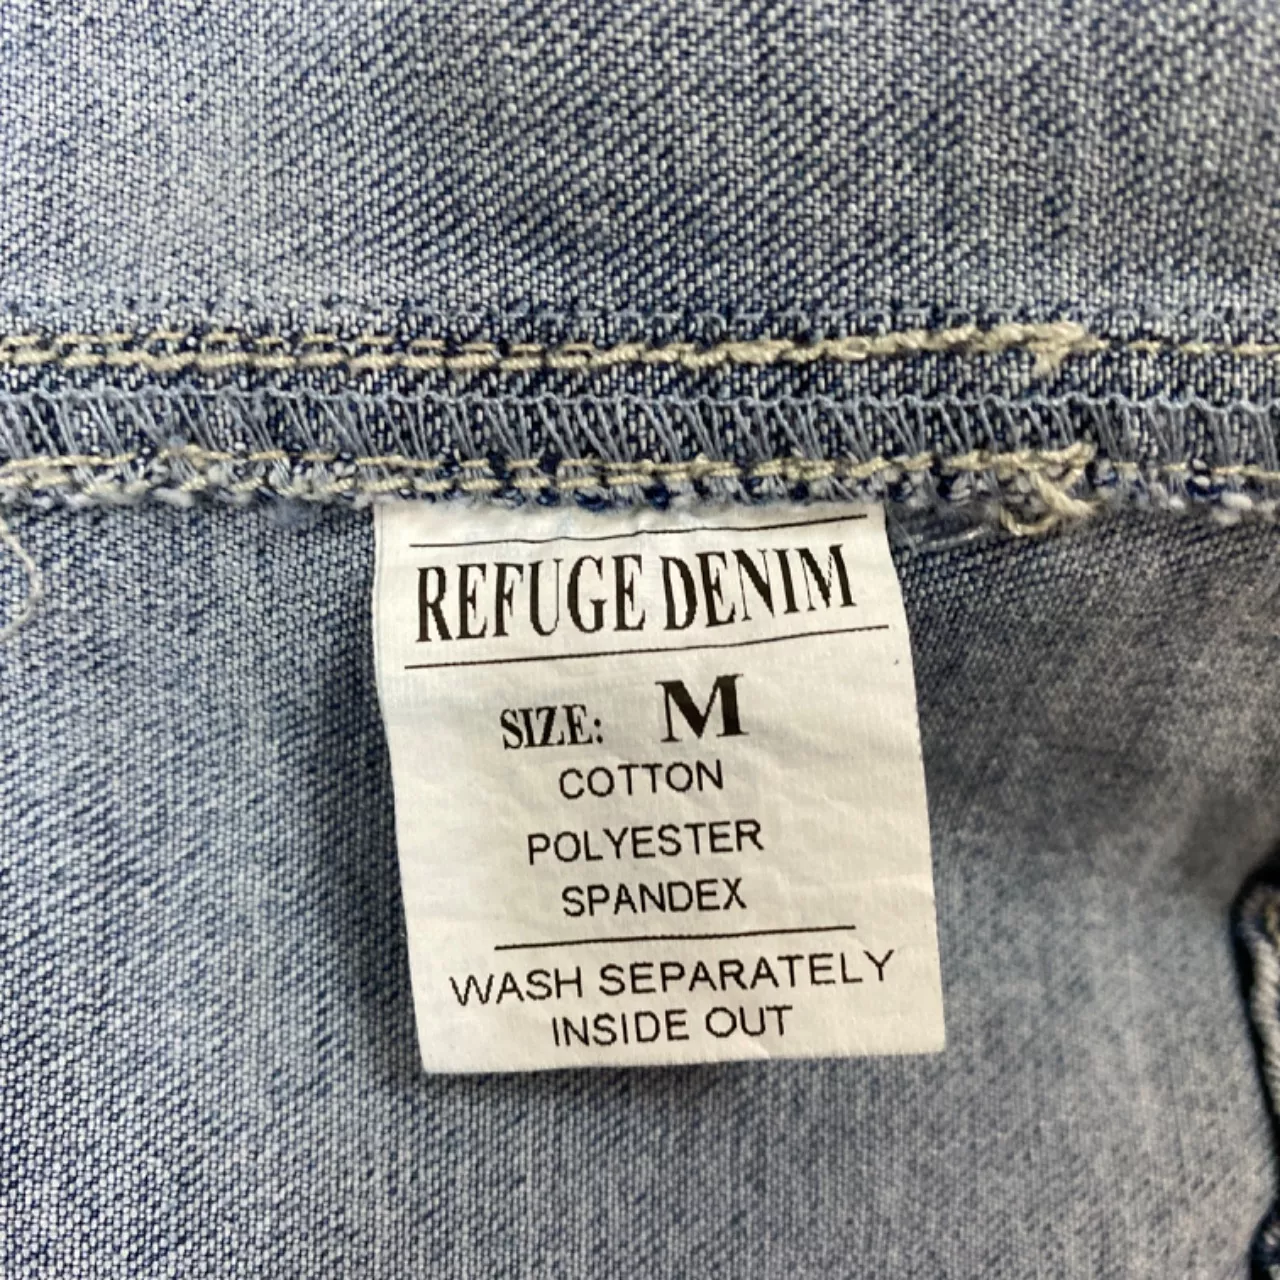 REFUGE DENIM
SIZE: M
COTTON
POLYESTER
SPANDEX
WASH SEPARATELY
INSIDE OUT